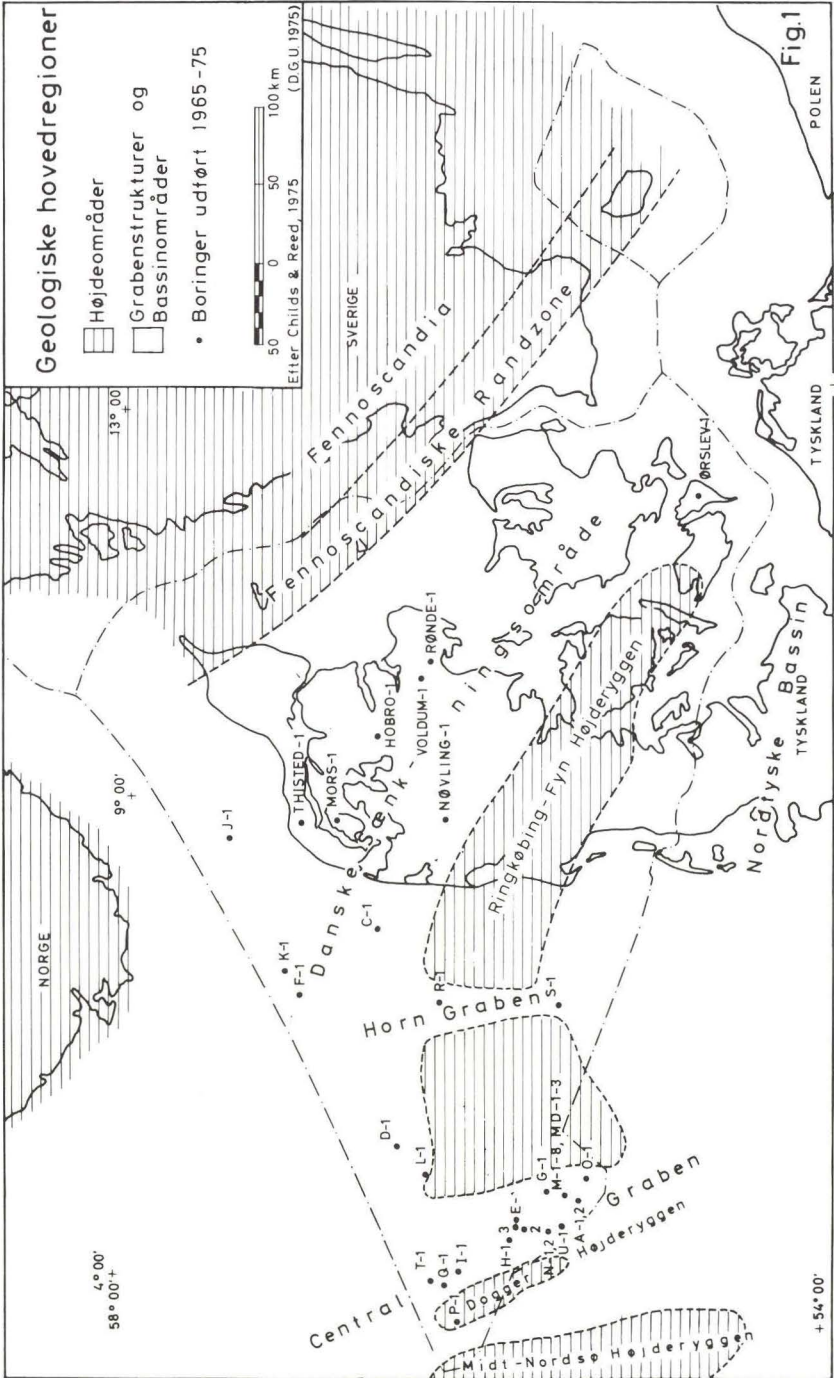 Geologiske hovedregioner
Højdeområder
Grabenstrukturer og
Bassinområder
• Boringer udført 1965-75
50 0 50 100 km
Efter Childs & Reed, 1975 (D.G.U. 1975)
NORGE
SVERIGE
13° 00
9° 00'
4° 00'
58° 00'+
+ 54° 00'
Fennoscandia
Fennoscandiske Randzone
J-1
K-1
F-1
THISTED-1
MORS-1
HOBRO-1
C-1
Danske Sænkningsområde
VOLDUM-1
RØNDE-1
NØVLING-1
D-1
L-1
R-1
Horn Graben
S-1
Ringkøbing-Fyn Højderyggen
ØRSLEV-1
Central Graben
T-1
Q-1
I-1
P-1
H-1
3
E-1
2
G-1
M-1-8, MD-1-3
N-1,2
U-1
A-1,2
O-1
Dogger Højderyggen
Midt-Nordsø Højderyggen
Nordtyske Bassin
TYSKLAND
TYSKLAND
POLEN
Fig.1